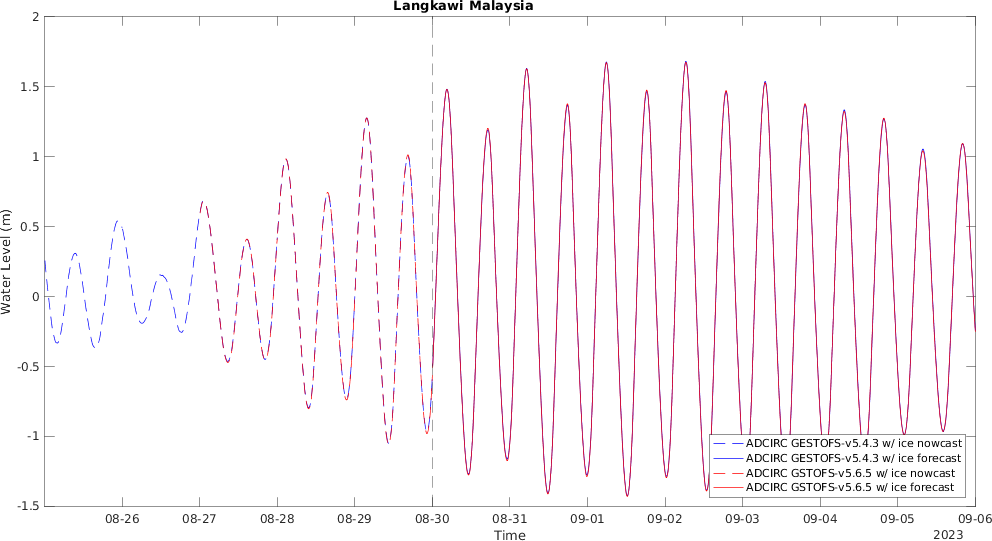 Langkawi Malaysia
2
1.5
1
0.5
0
-0.5
-1
-1.5
Water Level (m)
ADCIRC GESTOFS-v5.4.3 w/ ice nowcast
ADCIRC GESTOFS-v5.4.3 w/ ice forecast
ADCIRC GSTOFS-v5.6.5 w/ ice nowcast
ADCIRC GSTOFS-v5.6.5 w/ ice forecast
08-26 08-27 08-28 08-29 08-30 08-31 09-01 09-02 09-03 09-04 09-05 09-06
Time
2023